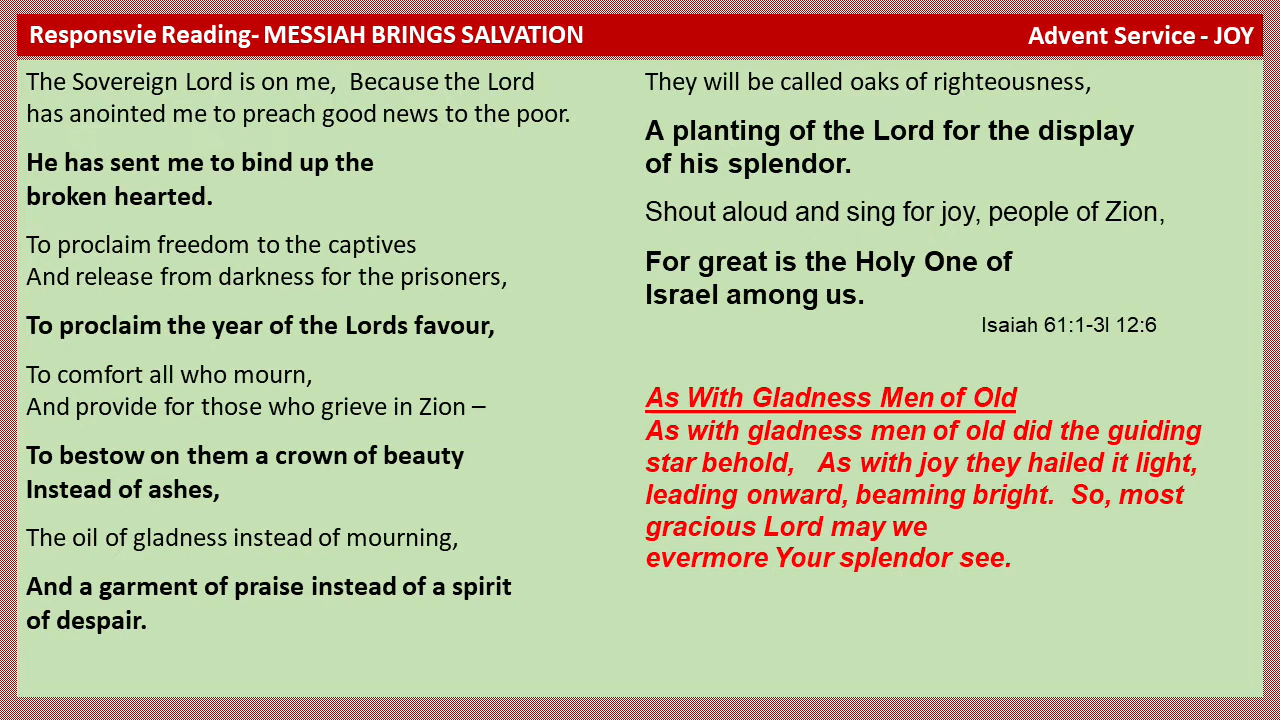 Responsvie Reading- MESSIAH BRINGS SALVATION
Advent Service - JOY
The Sovereign Lord is on me,  Because the Lord
has anointed me to preach good news to the poor.
He has sent me to bind up the
broken hearted.
To proclaim freedom to the captives
And release from darkness for the prisoners,
To proclaim the year of the Lords favour,
To comfort all who mourn,
And provide for those who grieve in Zion –
To bestow on them a crown of beauty
Instead of ashes,
The oil of gladness instead of mourning,
And a garment of praise instead of a spirit
of despair.
They will be called oaks of righteousness,
A planting of the Lord for the display
of his splendor.
Shout aloud and sing for joy, people of Zion,
For great is the Holy One of
Israel among us.
Isaiah 61:1-3l 12:6
As With Gladness Men of Old
As with gladness men of old did the guiding
star behold,   As with joy they hailed it light,
leading onward, beaming bright.  So, most
gracious Lord may we
evermore Your splendor see.